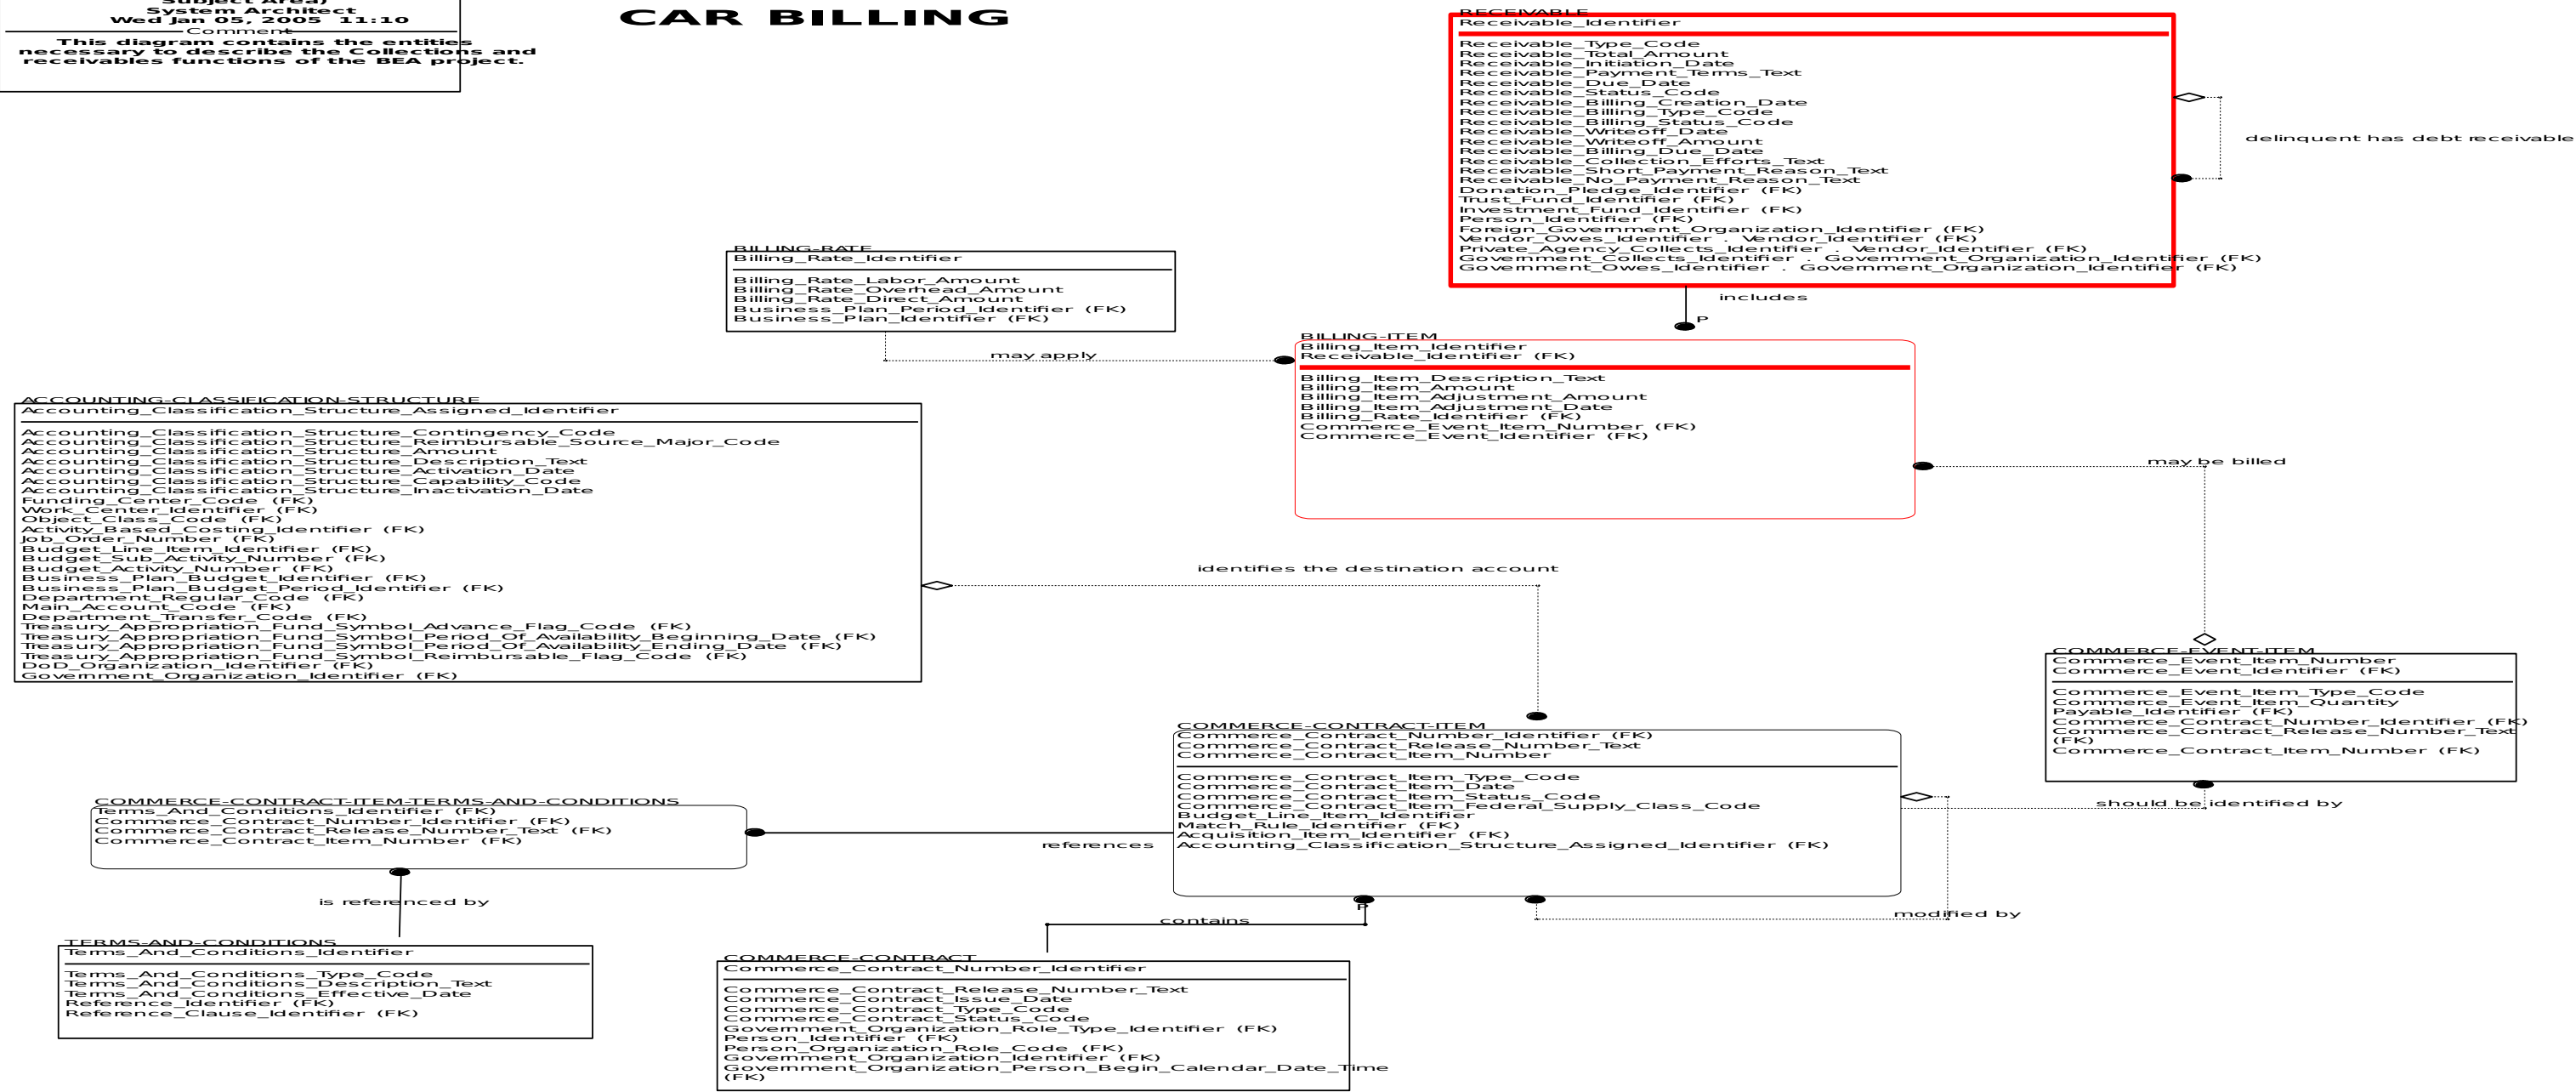 Subject Area)
System Architect
Wed Jan 05, 2005 11:10
Comment
This diagram contains the entities
necessary to describe the Collections and
receivables functions of the BEA project.
CAR BILLING
RECEIVABLE
Receivable_Identifier
Receivable_Type_Code
Receivable_Total_Amount
Receivable_Initiation_Date
Receivable_Payment_Terms_Text
Receivable_Due_Date
Receivable_Status_Code
Receivable_Billing_Creation_Date
Receivable_Billing_Type_Code
Receivable_Billing_Status_Code
Receivable_Writeoff_Date
Receivable_Writeoff_Amount
Receivable_Billing_Due_Date
Receivable_Collection_Efforts_Text
Receivable_Short_Payment_Reason_Text
Receivable_No_Payment_Reason_Text
Donation_Pledge_Identifier (FK)
Trust_Fund_Identifier (FK)
Investment_Fund_Identifier (FK)
Person_Identifier (FK)
Foreign_Government_Organization_Identifier (FK)
Vendor_Owes_Identifier . Vendor_Identifier (FK)
Private_Agency_Collects_Identifier . Vendor_Identifier (FK)
Government_Collects_Identifier . Government_Organization_Identifier (FK)
Government_Owes_Identifier . Government_Organization_Identifier (FK)
delinquent has debt receivable
includes
P
BILLING-RATE
Billing_Rate_Identifier
Billing_Rate_Labor_Amount
Billing_Rate_Overhead_Amount
Billing_Rate_Direct_Amount
Business_Plan_Period_Identifier (FK)
Business_Plan_Identifier (FK)
may apply
BILLING-ITEM
Billing_Item_Identifier
Receivable_Identifier (FK)
Billing_Item_Description_Text
Billing_Item_Amount
Billing_Item_Adjustment_Amount
Billing_Item_Adjustment_Date
Billing_Rate_Identifier (FK)
Commerce_Event_Item_Number (FK)
Commerce_Event_Identifier (FK)
may be billed
ACCOUNTING-CLASSIFICATION-STRUCTURE
Accounting_Classification_Structure_Assigned_Identifier
Accounting_Classification_Structure_Contingency_Code
Accounting_Classification_Structure_Reimbursable_Source_Major_Code
Accounting_Classification_Structure_Amount
Accounting_Classification_Structure_Description_Text
Accounting_Classification_Structure_Activation_Date
Accounting_Classification_Structure_Capability_Code
Accounting_Classification_Structure_Inactivation_Date
Funding_Center_Code (FK)
Work_Center_Identifier (FK)
Object_Class_Code (FK)
Activity_Based_Costing_Identifier (FK)
Job_Order_Number (FK)
Budget_Line_Item_Identifier (FK)
Budget_Sub_Activity_Number (FK)
Budget_Activity_Number (FK)
Business_Plan_Budget_Identifier (FK)
Business_Plan_Budget_Period_Identifier (FK)
Department_Regular_Code (FK)
Main_Account_Code (FK)
Department_Transfer_Code (FK)
Treasury_Appropriation_Fund_Symbol_Advance_Flag_Code (FK)
Treasury_Appropriation_Fund_Symbol_Period_Of_Availability_Beginning_Date (FK)
Treasury_Appropriation_Fund_Symbol_Period_Of_Availability_Ending_Date (FK)
Treasury_Appropriation_Fund_Symbol_Reimbursable_Flag_Code (FK)
DoD_Organization_Identifier (FK)
Government_Organization_Identifier (FK)
identifies the destination account
COMMERCE-EVENT-ITEM
Commerce_Event_Item_Number
Commerce_Event_Identifier (FK)
Commerce_Event_Item_Type_Code
Commerce_Event_Item_Quantity
Payable_Identifier (FK)
Commerce_Contract_Number_Identifier (FK)
Commerce_Contract_Release_Number_Text
(FK)
Commerce_Contract_Item_Number (FK)
should be identified by
COMMERCE-CONTRACT-ITEM
Commerce_Contract_Number_Identifier (FK)
Commerce_Contract_Release_Number_Text
Commerce_Contract_Item_Number
Commerce_Contract_Item_Type_Code
Commerce_Contract_Item_Date
Commerce_Contract_Item_Status_Code
Commerce_Contract_Item_Federal_Supply_Class_Code
Budget_Line_Item_Identifier
Match_Rule_Identifier (FK)
Acquisition_Item_Identifier (FK)
Accounting_Classification_Structure_Assigned_Identifier (FK)
modified by
COMMERCE-CONTRACT-ITEM-TERMS-AND-CONDITIONS
Terms_And_Conditions_Identifier (FK)
Commerce_Contract_Number_Identifier (FK)
Commerce_Contract_Release_Number_Text (FK)
Commerce_Contract_Item_Number (FK)
references
is referenced by
P
contains
TERMS-AND-CONDITIONS
Terms_And_Conditions_Identifier
Terms_And_Conditions_Type_Code
Terms_And_Conditions_Description_Text
Terms_And_Conditions_Effective_Date
Reference_Identifier (FK)
Reference_Clause_Identifier (FK)
COMMERCE-CONTRACT
Commerce_Contract_Number_Identifier
Commerce_Contract_Release_Number_Text
Commerce_Contract_Issue_Date
Commerce_Contract_Type_Code
Commerce_Contract_Status_Code
Government_Organization_Role_Type_Identifier (FK)
Person_Identifier (FK)
Person_Organization_Role_Code (FK)
Government_Organization_Identifier (FK)
Government_Organization_Person_Begin_Calendar_Date_Time
(FK)